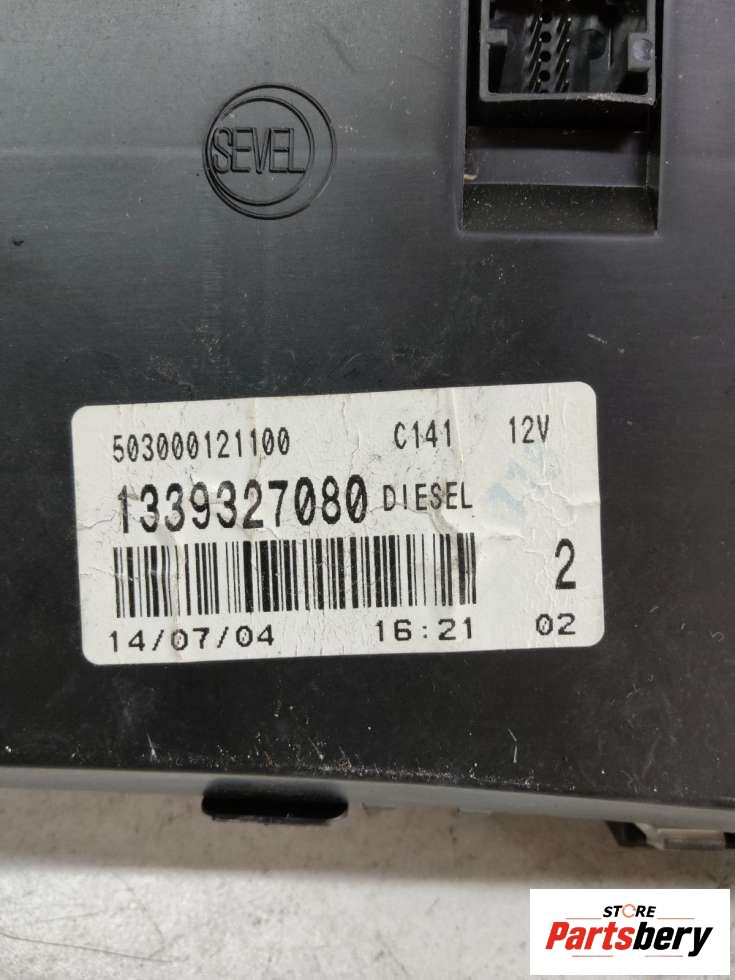 SEVEL
503000121100 C141 12V
1339327080 DIESEL
2
14/07/04 16:21 02
STORE
Partsbery